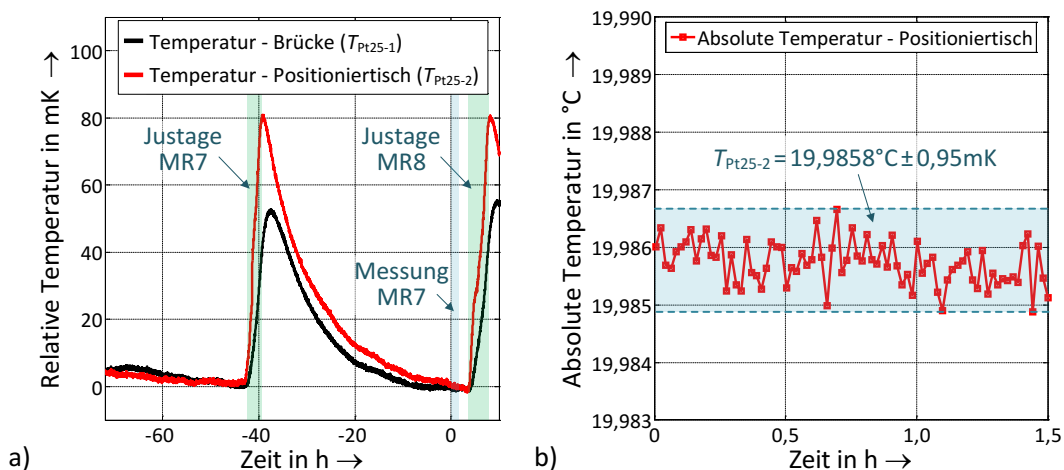 Relative Temperatur in mK →
100
80
60
40
20
0
-60
-40
-20
0
Zeit in h →
Temperatur - Brücke (T_Pt25-1)
Temperatur - Positioniertisch (T_Pt25-2)
Justage
MR7
Justage
MR8
Messung
MR7
a)
Absolute Temperatur in °C →
19,990
19,989
19,988
19,987
19,986
19,985
19,984
19,983
0
0,5
1,0
1,5
Zeit in h →
Absolute Temperatur - Positioniertisch
T_Pt25-2 = 19,9858°C ± 0,95mK
b)